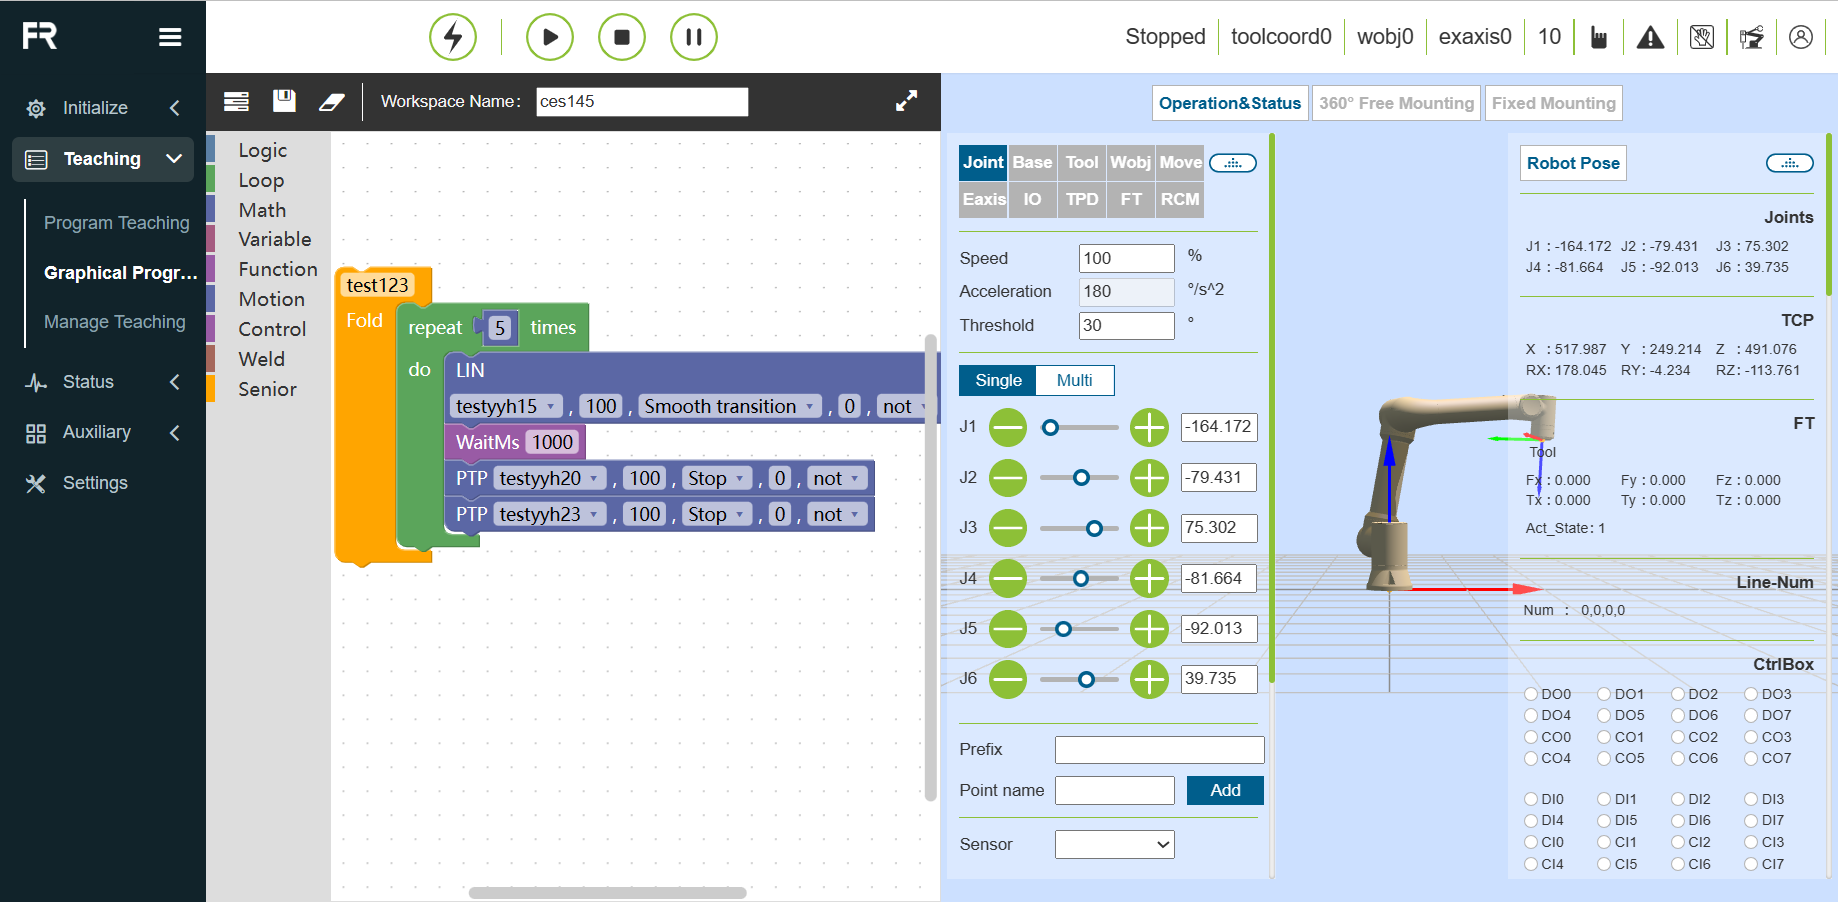 FR
Stopped toolcoord0 wobj0 exaxis0 10
Initialize
Teaching
Program Teaching
Graphical Progr...
Manage Teaching
Status
Auxiliary
Settings
Workspace Name: ces145
Logic
Loop
Math
Variable
Function
Motion
Control
Weld
Senior
test123
Fold
repeat 5 times
do
LIN
testyyh15 , 100 , Smooth transition , 0 , not
WaitMs 1000
PTP testyyh20 , 100 , Stop , 0 , not
PTP testyyh23 , 100 , Stop , 0 , not
Operation&Status 360° Free Mounting Fixed Mounting
Joint Base Tool Wobj Move
Eaxis IO TPD FT RCM
Speed 100 %
Acceleration 180 °/s^2
Threshold 30 °
Single Multi
J1 -164.172
J2 -79.431
J3 75.302
J4 -81.664
J5 -92.013
J6 39.735
Prefix
Point name Add
Sensor
Tool
Robot Pose
Joints
J1 : -164.172 J2 : -79.431 J3 : 75.302
J4 : -81.664 J5 : -92.013 J6 : 39.735
TCP
X : 517.987 Y : 249.214 Z : 491.076
RX: 178.045 RY: -4.234 RZ: -113.761
FT
Fx : 0.000 Fy : 0.000 Fz : 0.000
Tx : 0.000 Ty : 0.000 Tz : 0.000
Act_State: 1
Line-Num
Num : 0,0,0,0
CtrlBox
DO0 DO1 DO2 DO3
DO4 DO5 DO6 DO7
CO0 CO1 CO2 CO3
CO4 CO5 CO6 CO7
DI0 DI1 DI2 DI3
DI4 DI5 DI6 DI7
CI0 CI1 CI2 CI3
CI4 CI5 CI6 CI7